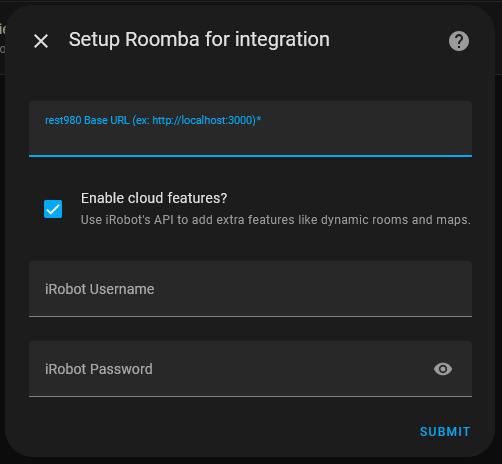 Setup Roomba for integration
rest980 Base URL (ex: http://localhost:3000)*
Enable cloud features?
Use iRobot's API to add extra features like dynamic rooms and maps.
iRobot Username
iRobot Password
SUBMIT